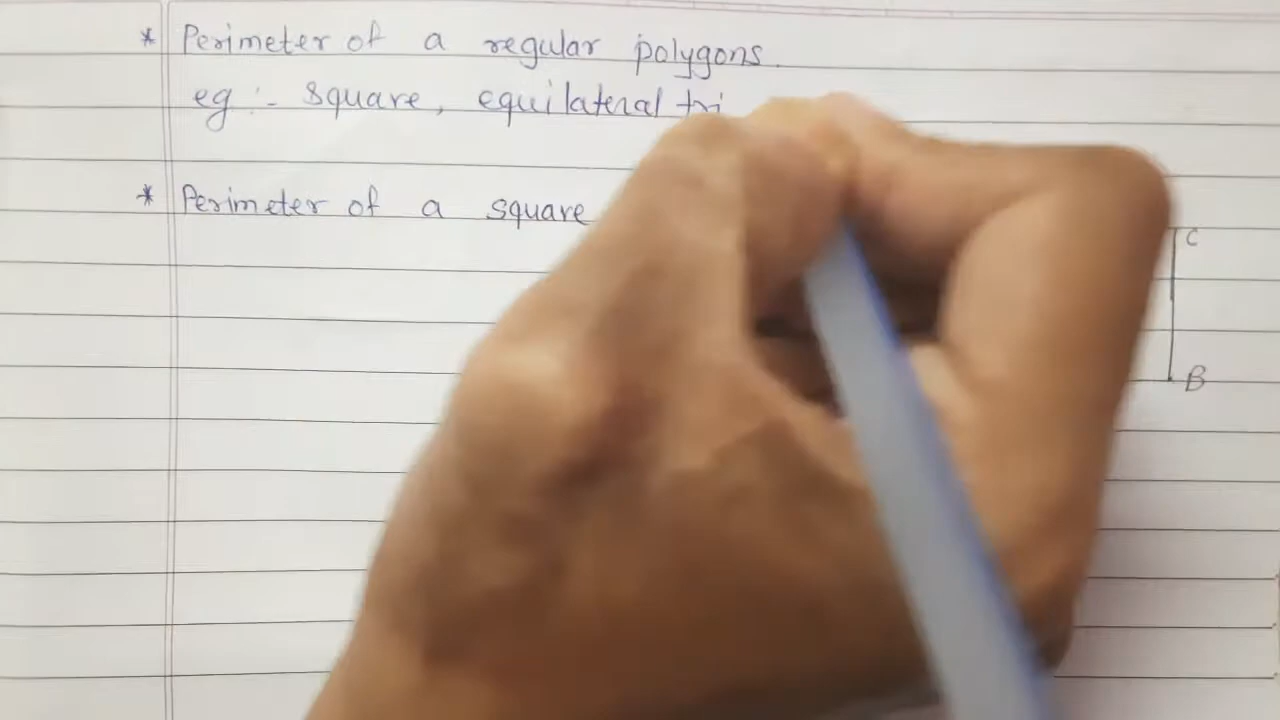 * Perimeter of a regular polygons.
eg :- square, equilateral tri
* Perimeter of a square
C
B